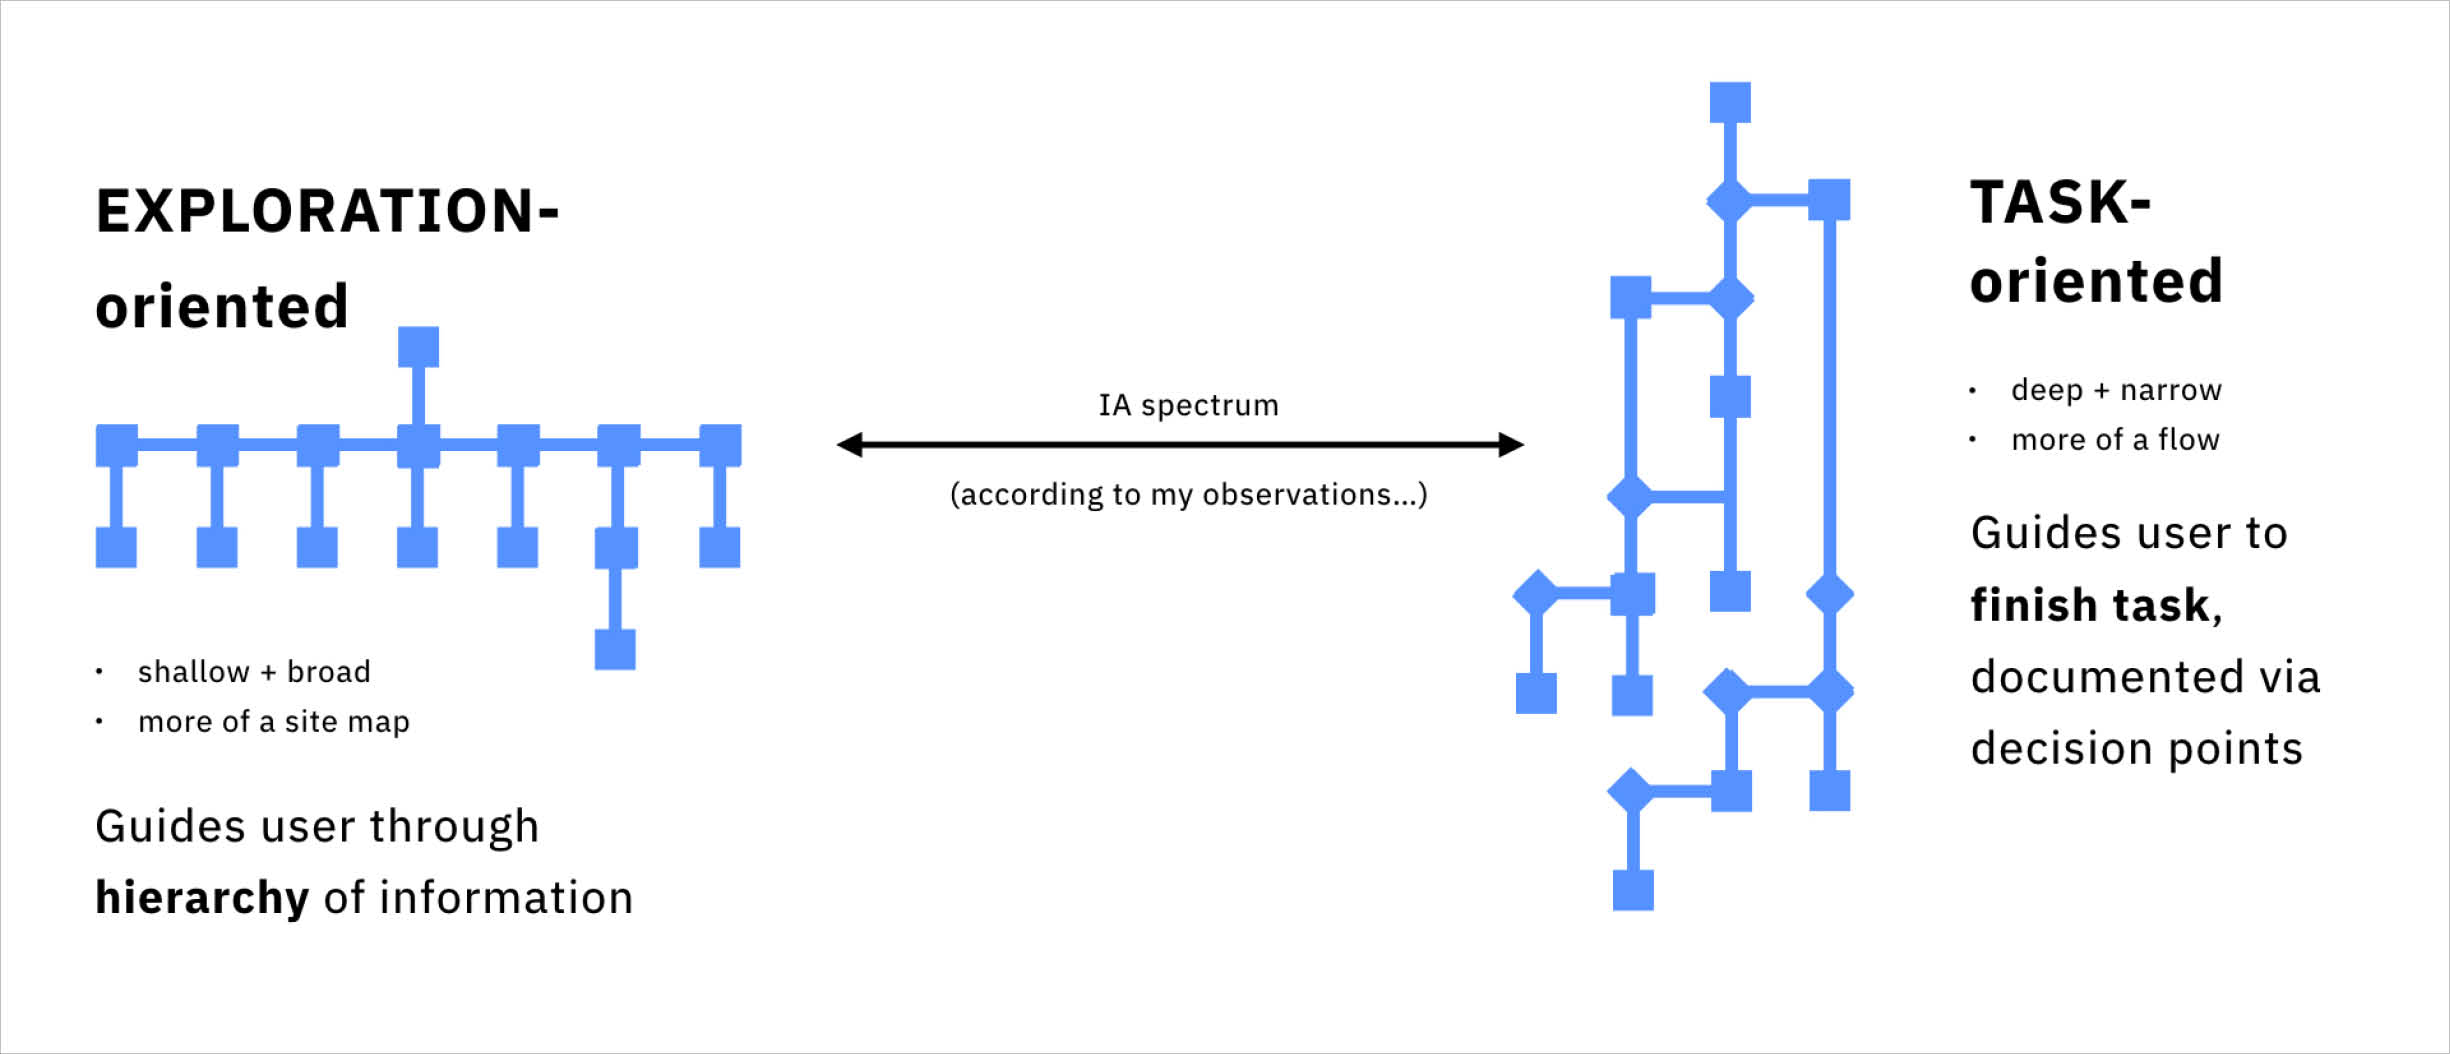 EXPLORATION-
oriented
• shallow + broad
• more of a site map
Guides user through
hierarchy of information
IA spectrum
(according to my observations...)
TASK-
oriented
• deep + narrow
• more of a flow
Guides user to
finish task,
documented via
decision points